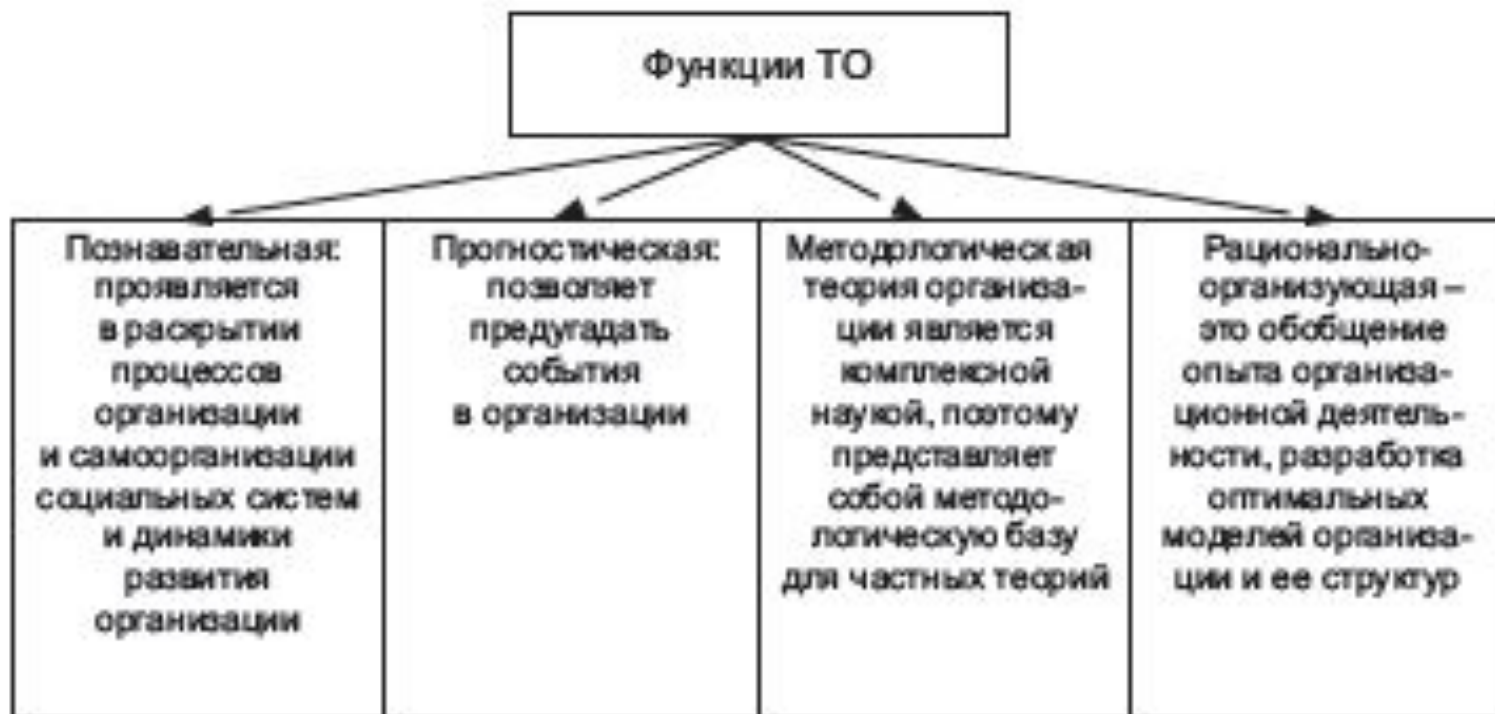 Функции ТО
Познавательная:
проявляется
в раскрытии
процессов
организации
и самоорганизации
социальных систем
и динамики
развития
организации
Прогностическая:
позволяет
предугадать
события
в организации
Методологическая
теория организа-
ции является
комплексной
наукой, поэтому
представляет
собой методо-
логическую базу
для частных теорий
Рационально-
организующая –
это обобщение
опыта организа-
ционной деятель-
ности, разработка
оптимальных
моделей организа-
ции и ее структур